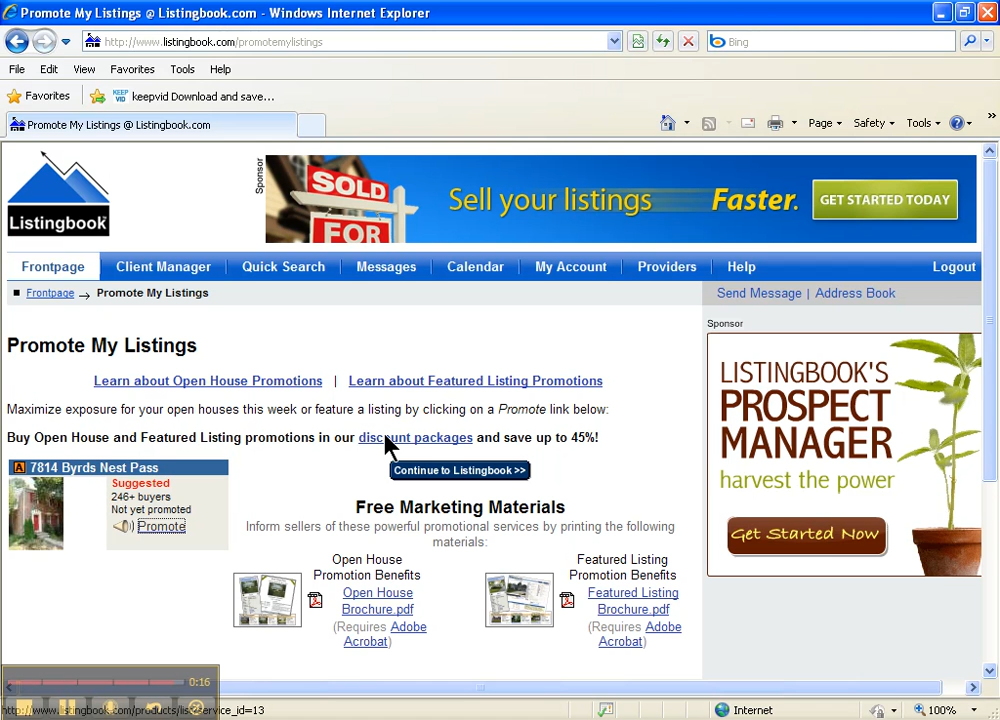 Promote My Listings @ Listingbook.com - Windows Internet Explorer
http://www.listingbook.com/promotemylistings
Bing
File Edit View Favorites Tools Help
Favorites
KEEP VID
keepvid Download and save...
Promote My Listings @ Listingbook.com
Page Safety Tools
Listingbook
Sponsor
SOLD
FOR
Sell your listings Faster.
GET STARTED TODAY
Frontpage Client Manager Quick Search Messages Calendar My Account Providers Help Logout
Frontpage → Promote My Listings
Send Message | Address Book
Promote My Listings
Learn about Open House Promotions | Learn about Featured Listing Promotions
Maximize exposure for your open houses this week or feature a listing by clicking on a Promote link below:
Buy Open House and Featured Listing promotions in our discount packages and save up to 45%!
Continue to Listingbook >>
A 7814 Byrds Nest Pass
Suggested
246+ buyers
Not yet promoted
Promote
Free Marketing Materials
Inform sellers of these powerful promotional services by printing the following
materials:
Open House
Promotion Benefits
Open House
Brochure.pdf
(Requires Adobe
Acrobat)
Featured Listing
Promotion Benefits
Featured Listing
Brochure.pdf
(Requires Adobe
Acrobat)
Sponsor
LISTINGBOOK'S
PROSPECT
MANAGER
harvest the power
Get Started Now
0:16
Internet
100%